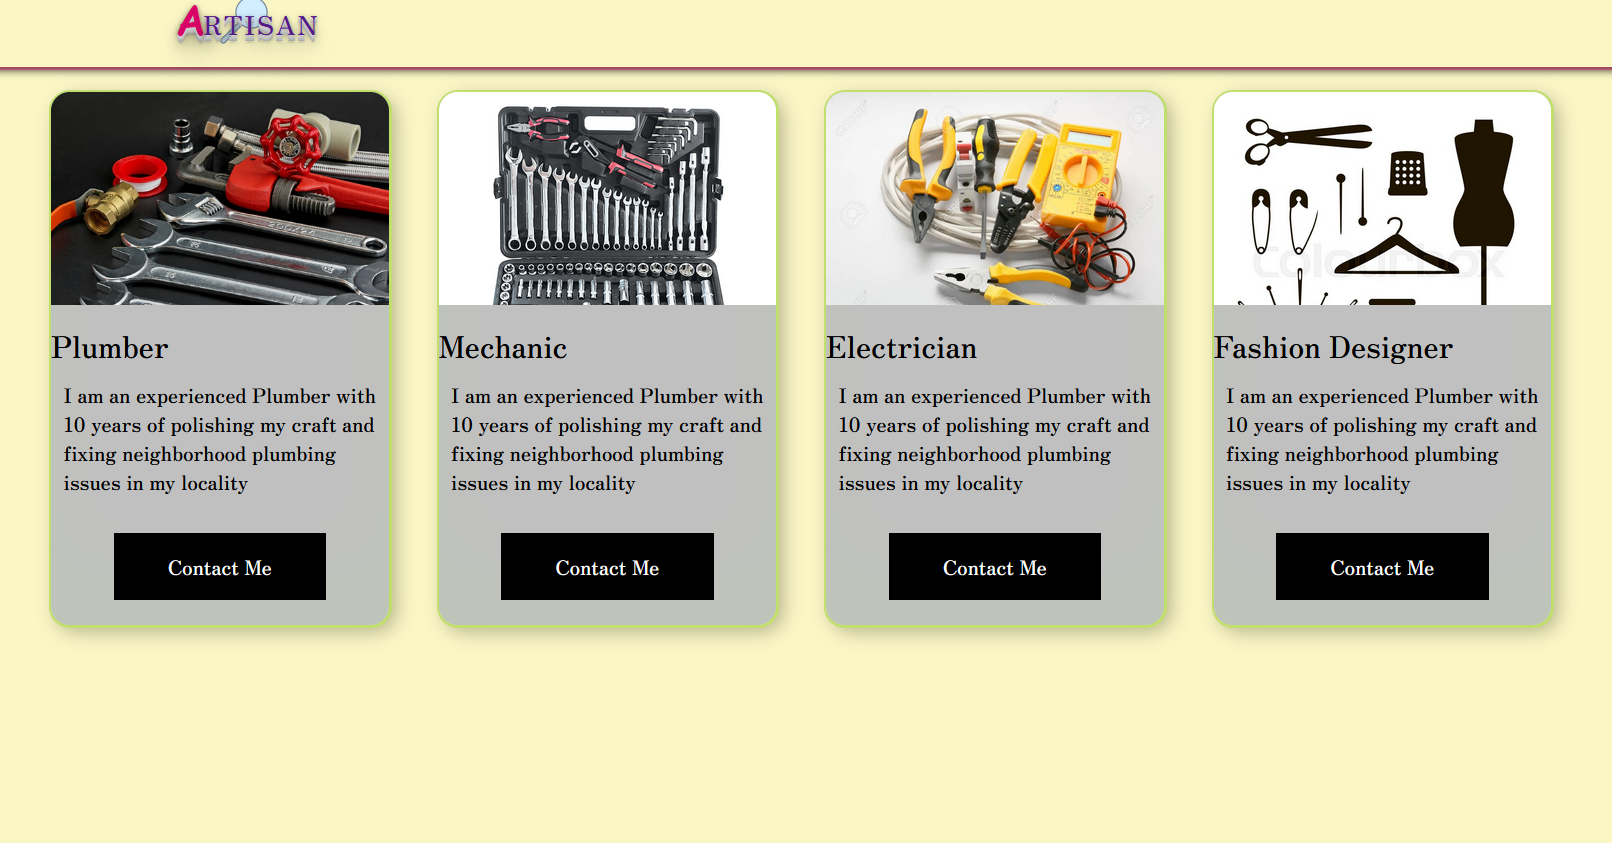 ARTISAN
Plumber
I am an experienced Plumber with
10 years of polishing my craft and
fixing neighborhood plumbing
issues in my locality
Contact Me
Mechanic
I am an experienced Plumber with
10 years of polishing my craft and
fixing neighborhood plumbing
issues in my locality
Contact Me
Electrician
I am an experienced Plumber with
10 years of polishing my craft and
fixing neighborhood plumbing
issues in my locality
Contact Me
Colourbox
Fashion Designer
I am an experienced Plumber with
10 years of polishing my craft and
fixing neighborhood plumbing
issues in my locality
Contact Me